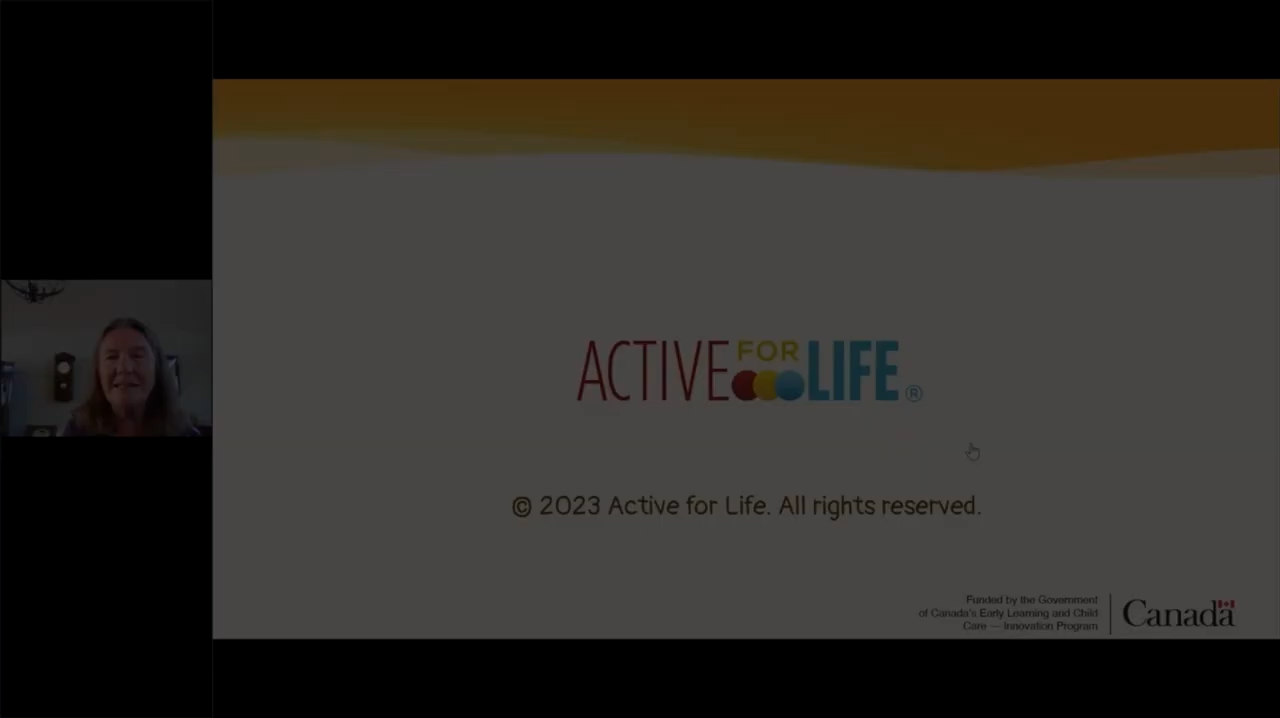 ACTIVE FOR LIFE ®
© 2023 Active for Life. All rights reserved.
Funded by the Government
of Canada's Early Learning and Child
Care — Innovation Program
Canada